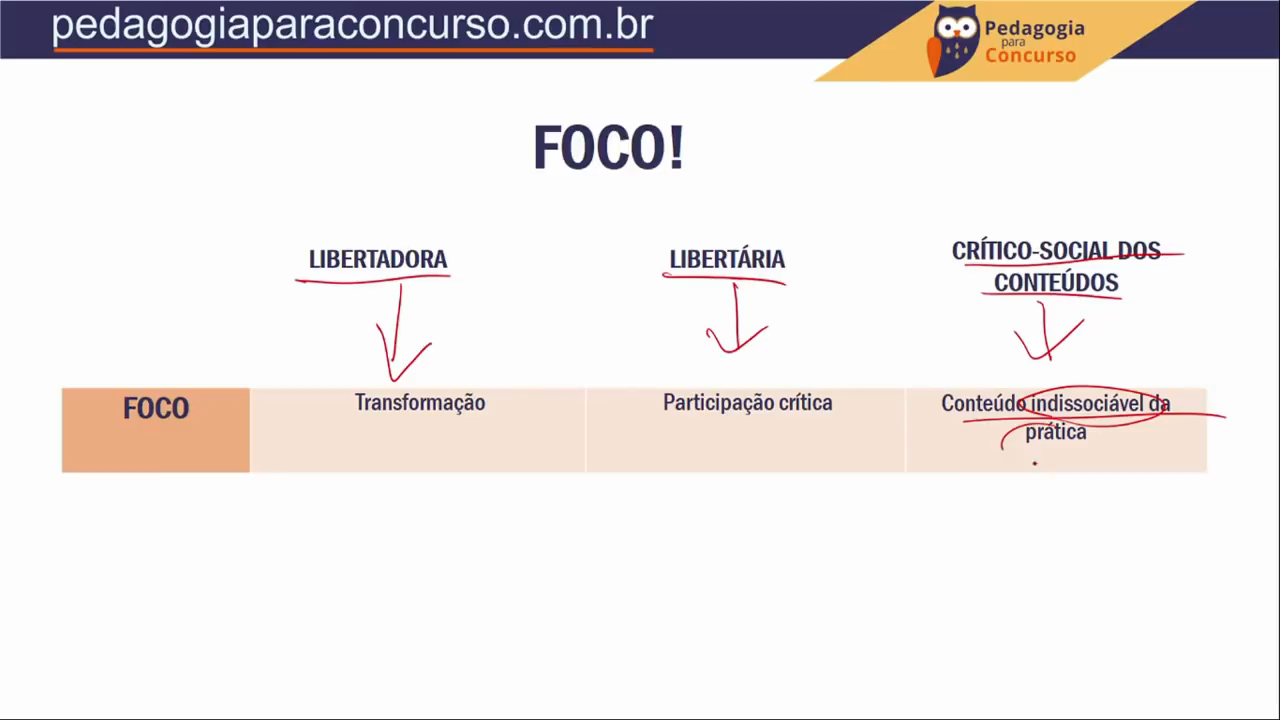 pedagogiaparaconcurso.com.br
Pedagogia
para
Concurso
FOCO!
LIBERTADORA
LIBERTÁRIA
CRÍTICO-SOCIAL DOS
CONTEÚDOS
FOCO
Transformação
Participação crítica
Conteúdo indissociável da
prática